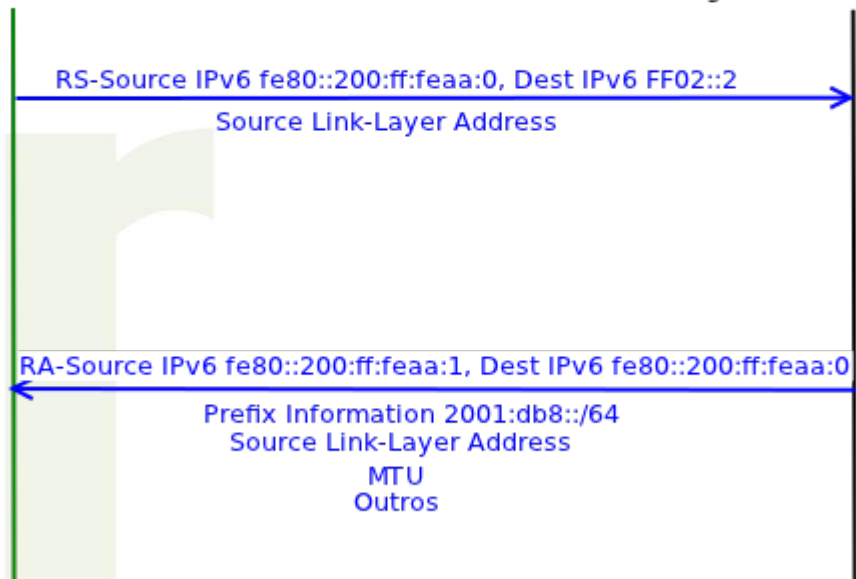 RS-Source IPv6 fe80::200:ff:feaa:0, Dest IPv6 FF02::2
Source Link-Layer Address
RA-Source IPv6 fe80::200:ff:feaa:1, Dest IPv6 fe80::200:ff:feaa:0
Prefix Information 2001:db8::/64
Source Link-Layer Address
MTU
Outros